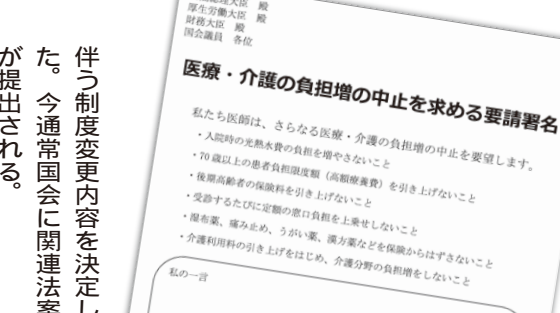 伴う制度変更内容を決定し
た。今通常国会に関連法案
が提出される。
厚生労働大臣 殿
財務大臣 殿
国会議員 各位
医療・介護の負担増の中止を求める要請署名
私たち医師は、さらなる医療・介護の負担増の中止を要望します。
・入院時の光熱水費の負担を増やさないこと
・70歳以上の患者負担限度額（高額療養費）を引き上げないこと
・後期高齢者の保険料を引き上げないこと
・受診するたびに定額の窓口負担を上乗せしないこと
・湿布薬、痛み止め、うがい薬、漢方薬などを保険からはずさないこと
・介護利用料の引き上げをはじめ、介護分野の負担増をしないこと
私の一言